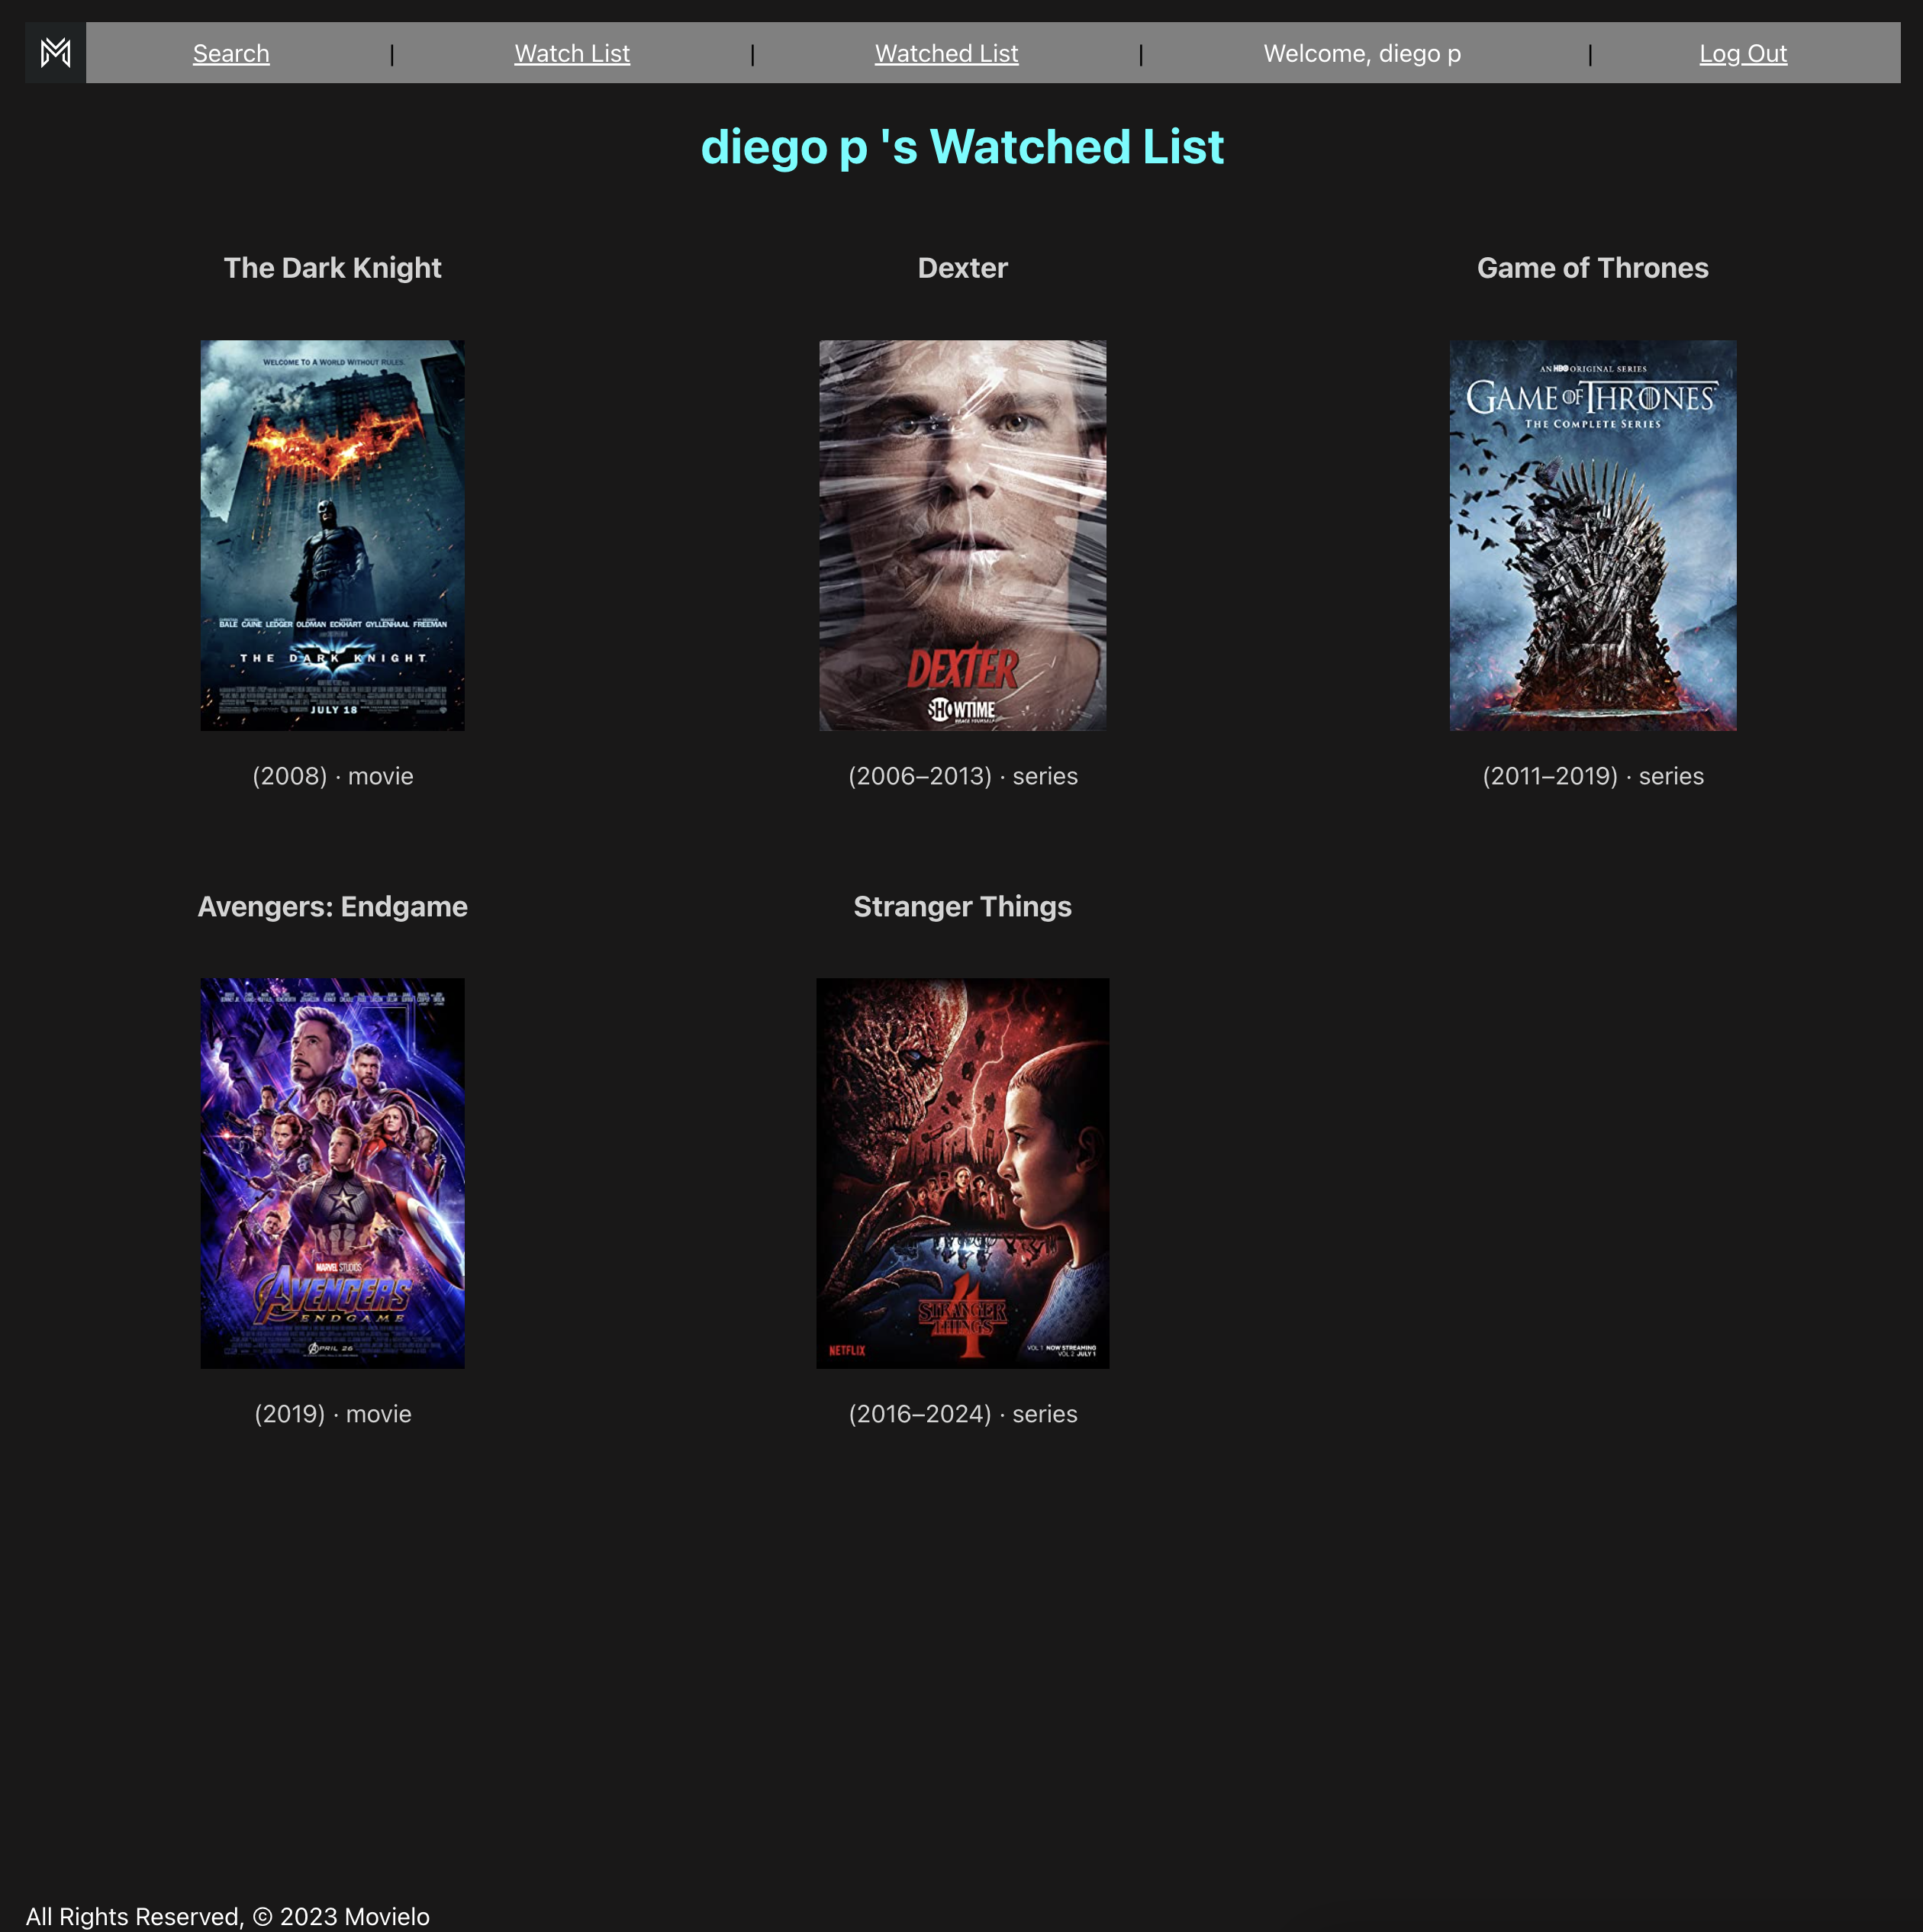 Search | Watch List | Watched List | Welcome, diego p | Log Out
diego p 's Watched List
The Dark Knight
Dexter
Game of Thrones
WELCOME TO A WORLD WITHOUT RULES.
BALE CAINE LEDGER OLDMAN ECKHART GYLLENHAAL FREEMAN
THE DARK KNIGHT
JULY 18
DEXTER
SHOWTIME
BRACE YOURSELF
AN HBO ORIGINAL SERIES
GAME OF THRONES
THE COMPLETE SERIES
(2008) · movie
(2006–2013) · series
(2011–2019) · series
Avengers: Endgame
Stranger Things
MARVEL STUDIOS
AVENGERS
ENDGAME
APRIL 26
STRANGER
THINGS
4
NETFLIX
VOL 1 NOW STREAMING
VOL 2 JULY 1
(2019) · movie
(2016–2024) · series
All Rights Reserved, © 2023 Movielo